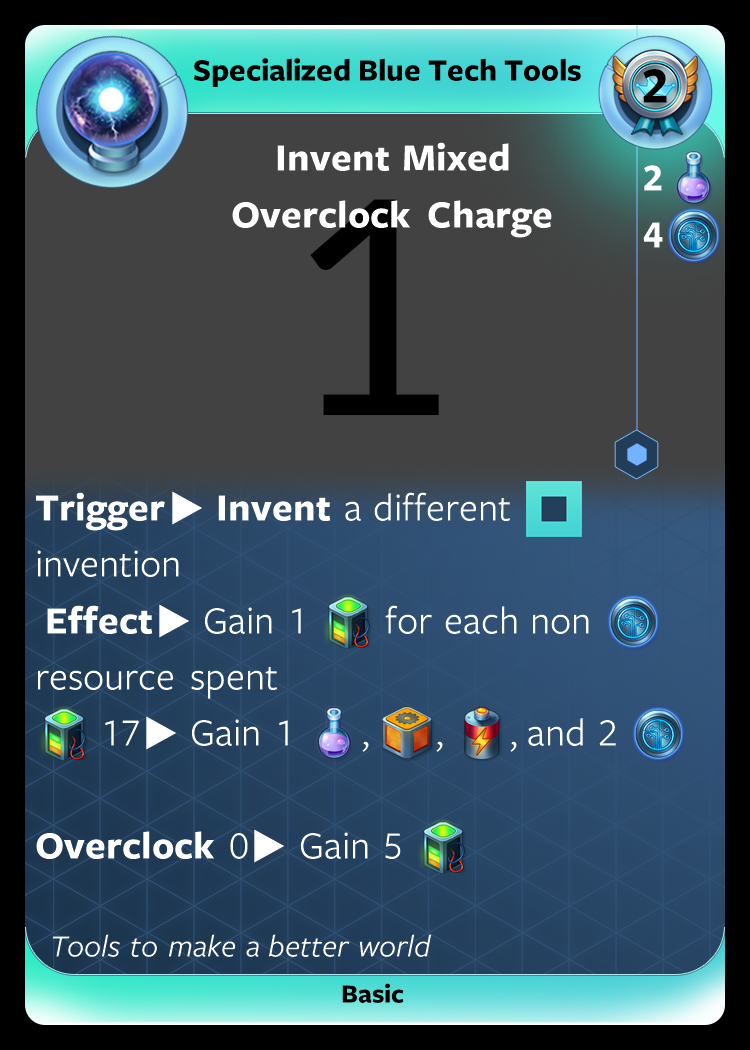 Specialized Blue Tech Tools
2
Invent Mixed
2
Overclock Charge
4
1
Trigger▶ Invent a different
invention
Effect▶ Gain 1 for each non
resource spent
17▶ Gain 1 , , , and 2
Overclock 0▶ Gain 5
Tools to make a better world
Basic